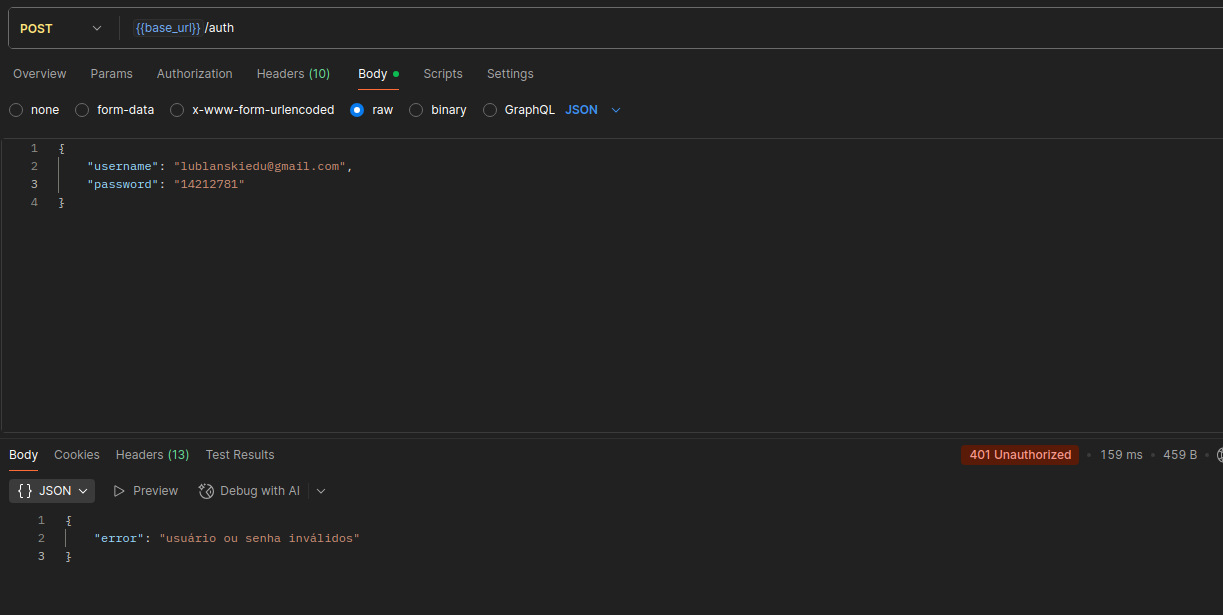 POST {{base_url}} /auth
Overview Params Authorization Headers (10) Body Scripts Settings
none form-data x-www-form-urlencoded raw binary GraphQL JSON
1 {
2 "username": "lublanskiedu@gmail.com",
3 "password": "14212781"
4 }
Body Cookies Headers (13) Test Results 401 Unauthorized • 159 ms • 459 B •
{} JSON Preview Debug with AI
1 {
2 "error": "usuário ou senha inválidos"
3 }